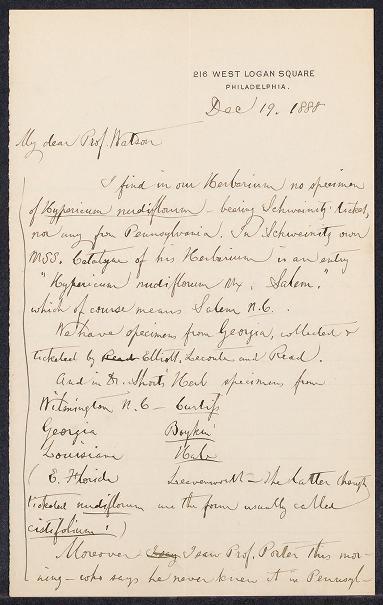 216 WEST LOGAN SQUARE
PHILADELPHIA.
Dec 19. 1888
My dear Prof. Watson
I find in our Herbarium no specimen
of Hypericum nudiflorum - bearing Schweinitz' ticket,
nor any from Pennsylvania. In Schweinitz own
MSS. Catalogue of his Herbarium is an entry
"Hypericum nudiflorum Mx, Salem."
which of course means Salem N.C.
We have specimens from Georgia, collected &
ticketed by Read Elliott, Leconte and Read.
And in Dr. Short's Herb specimens from
Wilmington N.C - Curtiss
Georgia Boykin
Louisiana Hale
(E. Florida Leavenworth - The latter though
ticketed nudiflorum are the form usually called
cistifolium!)
Moreover I saw Prof. Porter this mor-
ning - who says he never knew it in Pennsyl-